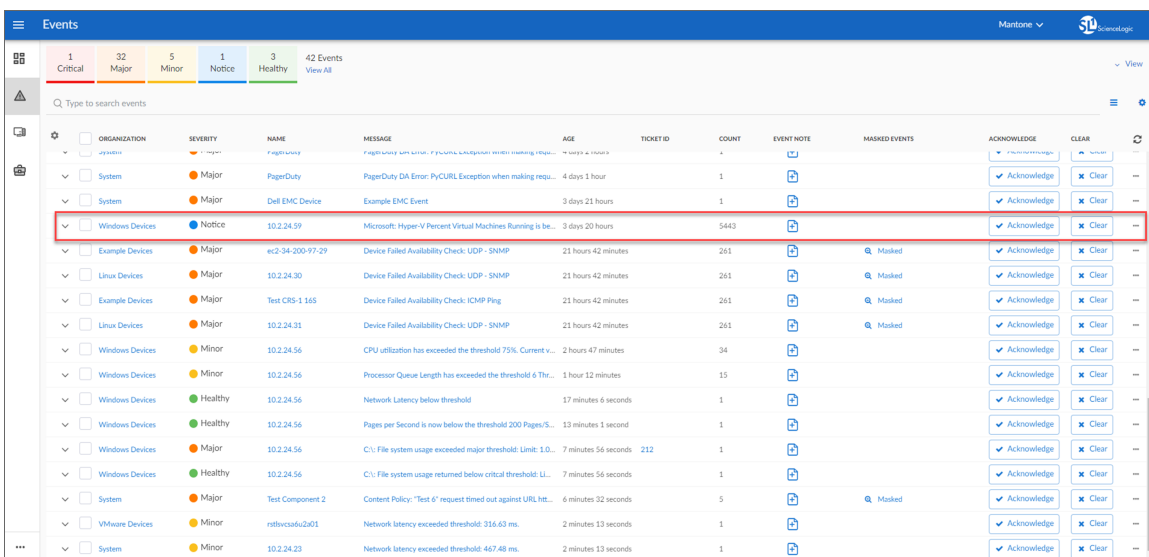 Events
Mantone
SL ScienceLogic
1 32 5 1 3 42 Events
Critical Major Minor Notice Healthy View All
View
Type to search events
ORGANIZATION SEVERITY NAME MESSAGE AGE TICKET ID COUNT EVENT NOTE MASKED EVENTS ACKNOWLEDGE CLEAR
System Major PagerDuty PagerDuty DA Error: PyCURL Exception when making requ... 4 days 2 hours 1 Acknowledge Clear
System Major PagerDuty PagerDuty DA Error: PyCURL Exception when making requ... 4 days 1 hour 1 Acknowledge Clear
System Major Dell EMC Device Example EMC Event 3 days 21 hours 1 Acknowledge Clear
Windows Devices Notice 10.2.24.59 Microsoft: Hyper-V Percent Virtual Machines Running is be... 3 days 20 hours 5443 Acknowledge Clear
Example Devices Major ec2-34-200-97-29 Device Failed Availability Check: UDP - SNMP 21 hours 42 minutes 261 Masked Acknowledge Clear
Linux Devices Major 10.2.24.30 Device Failed Availability Check: UDP - SNMP 21 hours 42 minutes 261 Masked Acknowledge Clear
Example Devices Major Test CRS-1 16S Device Failed Availability Check: ICMP Ping 21 hours 42 minutes 261 Masked Acknowledge Clear
Linux Devices Major 10.2.24.31 Device Failed Availability Check: UDP - SNMP 21 hours 42 minutes 261 Masked Acknowledge Clear
Windows Devices Minor 10.2.24.56 CPU utilization has exceeded the threshold 75%. Current v... 2 hours 47 minutes 34 Acknowledge Clear
Windows Devices Minor 10.2.24.56 Processor Queue Length has exceeded the threshold 6 Thr... 1 hour 12 minutes 15 Acknowledge Clear
Windows Devices Healthy 10.2.24.56 Network Latency below threshold 17 minutes 6 seconds 1 Acknowledge Clear
Windows Devices Healthy 10.2.24.56 Pages per Second is now below the threshold 200 Pages/S... 13 minutes 1 second 1 Acknowledge Clear
Windows Devices Major 10.2.24.56 C:\: File system usage exceeded major threshold: Limit: 1.0... 7 minutes 56 seconds 212 1 Acknowledge Clear
Windows Devices Healthy 10.2.24.56 C:\: File system usage returned below critcal threshold: Li... 7 minutes 56 seconds 1 Acknowledge Clear
System Major Test Component 2 Content Policy: "Test 6" request timed out against URL htt... 6 minutes 32 seconds 5 Masked Acknowledge Clear
VMware Devices Minor rstlsvcsa6u2a01 Network latency exceeded threshold: 316.63 ms. 2 minutes 13 seconds 1 Acknowledge Clear
System Minor 10.2.24.23 Network latency exceeded threshold: 467.48 ms. 2 minutes 13 seconds 1 Acknowledge Clear